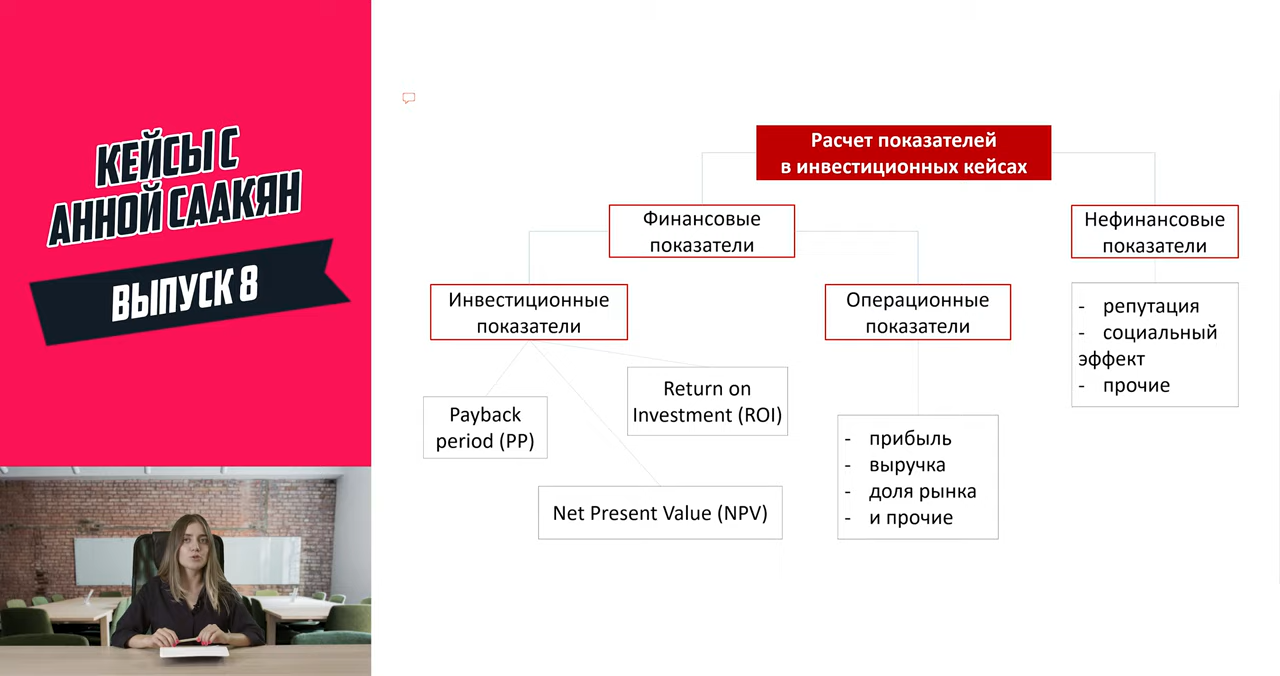 КЕЙСЫ С
АННОЙ СААКЯН
ВЫПУСК 8
Расчет показателей
в инвестиционных кейсах
Финансовые
показатели
Нефинансовые
показатели
Инвестиционные
показатели
Операционные
показатели
- репутация
- социальный
эффект
- прочие
Return on
Investment (ROI)
Payback
period (PP)
Net Present Value (NPV)
- прибыль
- выручка
- доля рынка
- и прочие